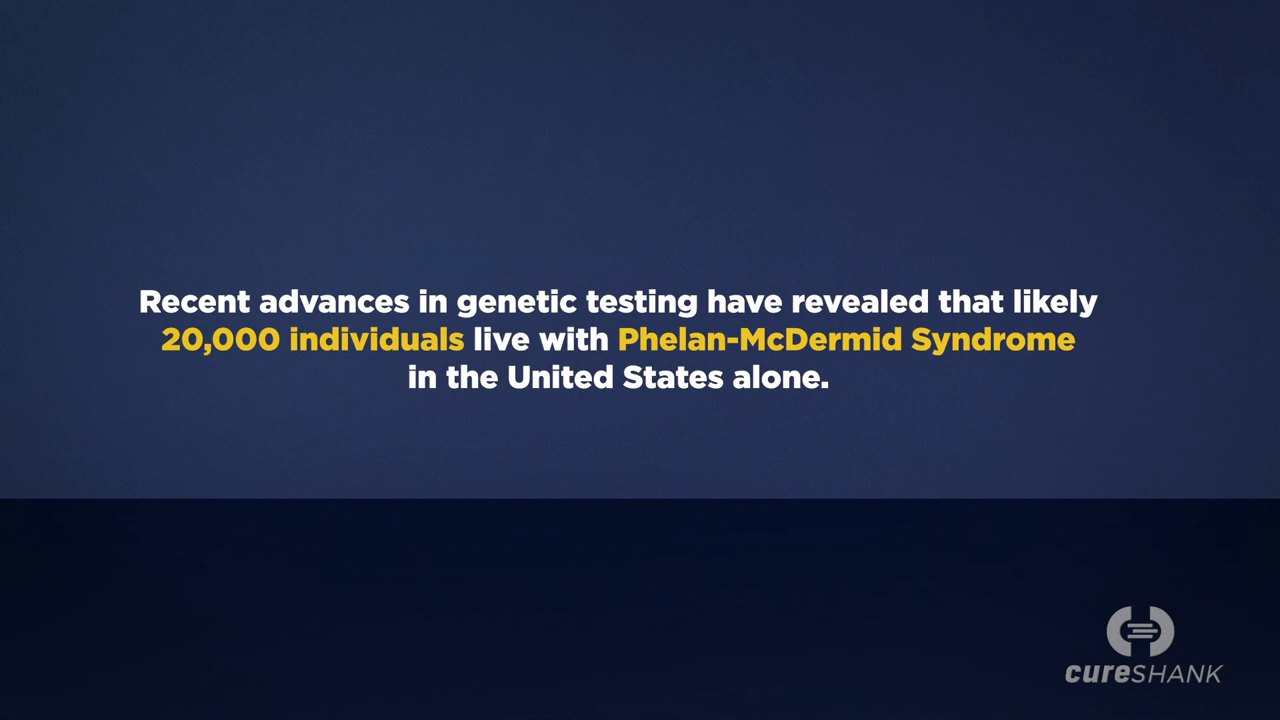 Recent advances in genetic testing have revealed that likely
20,000 individuals live with Phelan-McDermid Syndrome
in the United States alone.
cureSHANK